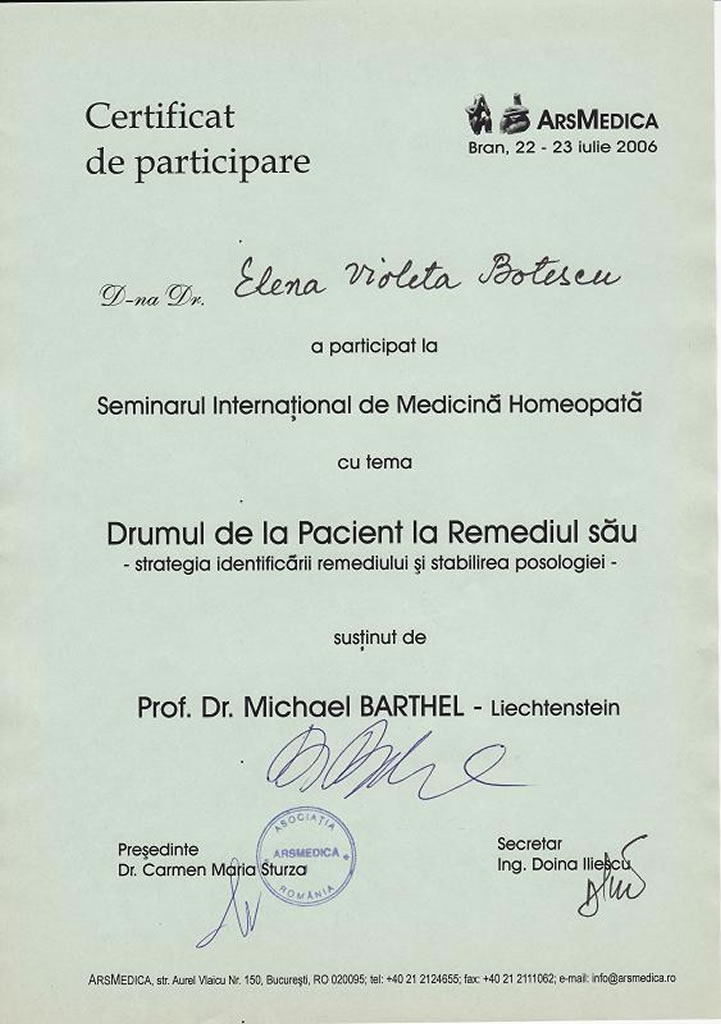 Certificat
de participare
ARSMEDICA
Bran, 22 - 23 iulie 2006
D-na Dr. Elena Violeta Botescu
a participat la
Seminarul Internațional de Medicină Homeopată
cu tema
Drumul de la Pacient la Remediul său
- strategia identificării remediului și stabilirea posologiei -
susținut de
Prof. Dr. Michael BARTHEL - Liechtenstein
Președinte
Dr. Carmen Maria Sturza
ASOCIAȚIA
ARSMEDICA
ROMÂNIA
Secretar
Ing. Doina Iliescu
ARSMEDICA, str. Aurel Vlaicu Nr. 150, București, RO 020095; tel: +40 21 2124655; fax: +40 21 2111062; e-mail: info@arsmedica.ro